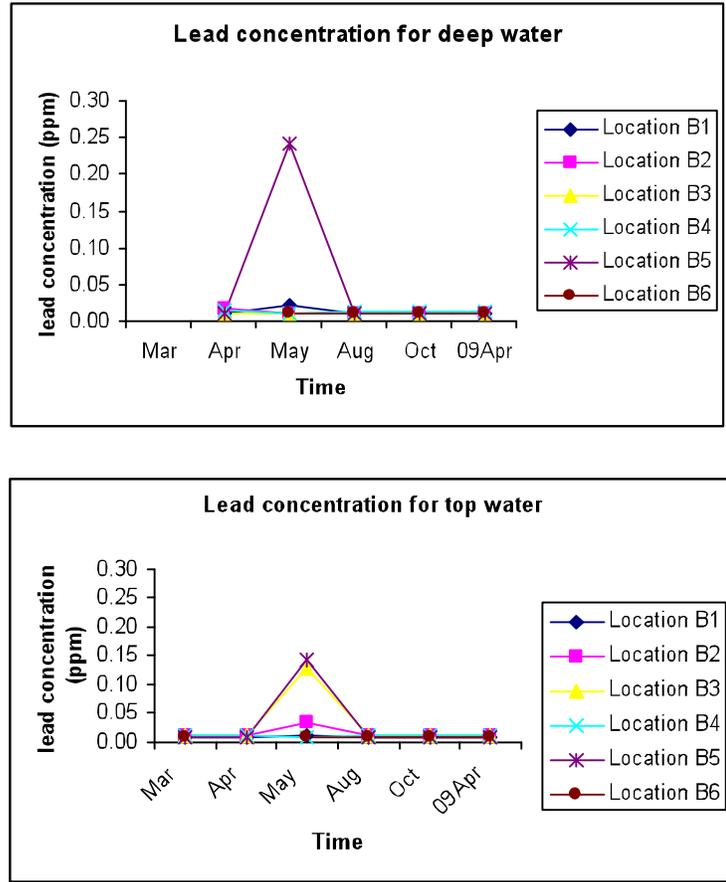 Lead concentration for deep water
lead concentration (ppm)
0.30
0.25
0.20
0.15
0.10
0.05
0.00
Mar Apr May Aug Oct 09Apr
Time
Location B1
Location B2
Location B3
Location B4
Location B5
Location B6
Lead concentration for top water
lead concentration
(ppm)
0.30
0.25
0.20
0.15
0.10
0.05
0.00
Mar Apr May Aug Oct 09Apr
Time
Location B1
Location B2
Location B3
Location B4
Location B5
Location B6